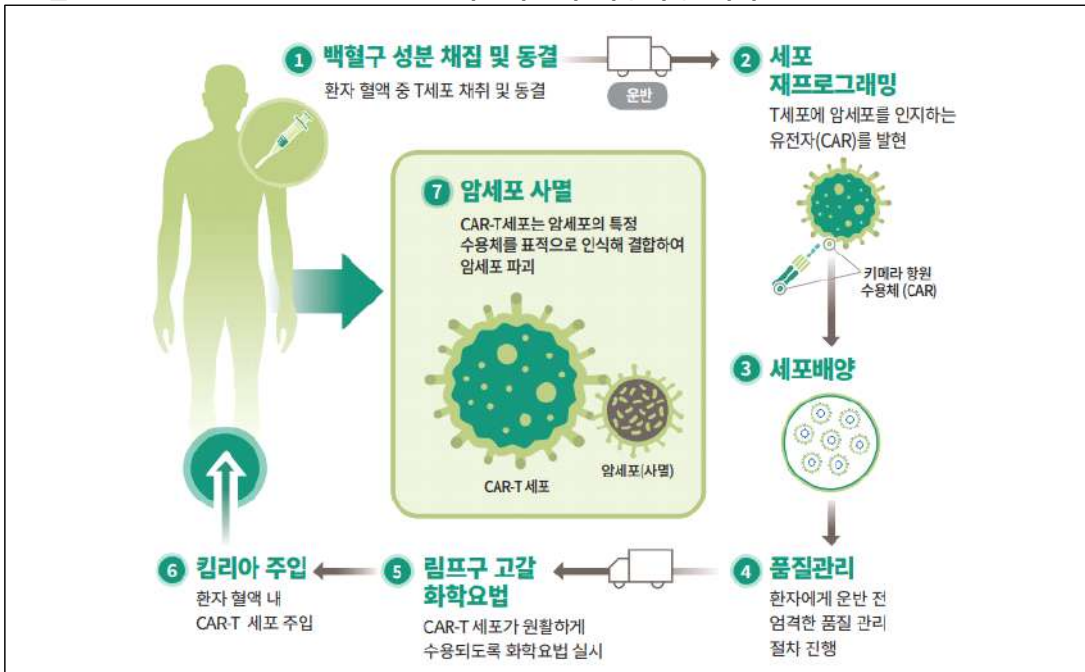 1 백혈구 성분 채집 및 동결
환자 혈액 중 T세포 채취 및 동결
운반
2 세포
재프로그래밍
T세포에 암세포를 인지하는
유전자(CAR)를 발현
키메라 항원
수용체 (CAR)
3 세포배양
4 품질관리
환자에게 운반 전
엄격한 품질 관리
절차 진행
5 림프구 고갈
화학요법
CAR-T 세포가 원활하게
수용되도록 화학요법 실시
6 킴리아 주입
환자 혈액 내
CAR-T 세포 주입
7 암세포 사멸
CAR-T세포는 암세포의 특정
수용체를 표적으로 인식해 결합하여
암세포 파괴
CAR-T 세포
암세포(사멸)